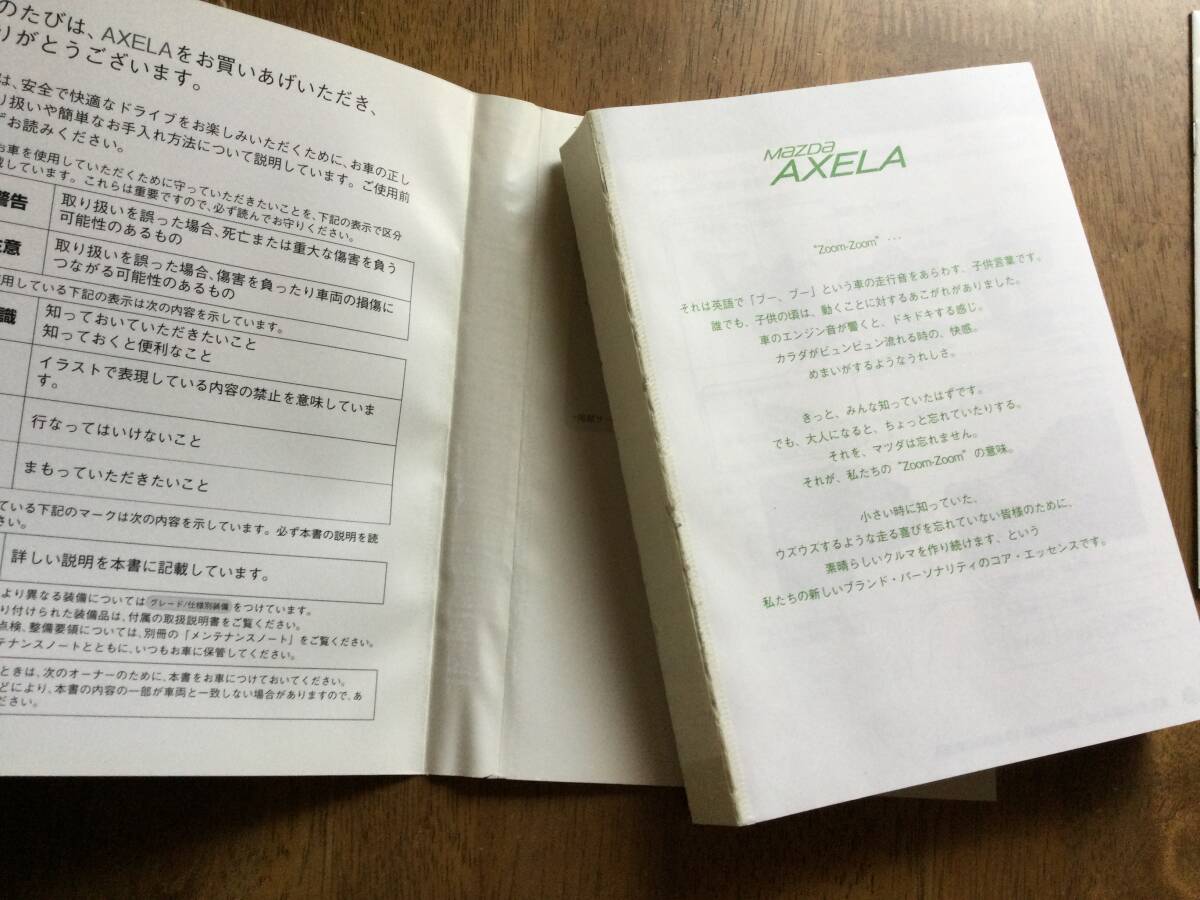 のたびは、AXELAをお買いあげいただき、
りがとうございます。
は、安全で快適なドライブをお楽しみいただくために、お車の正し
り扱いや簡単なお手入れ方法について説明しています。ご使用前
ずお読みください。
お車を使用していただくために守っていただきたいことを、下記の表示で区分
しています。これらは重要ですので、必ず読んでお守りください。
警告
取り扱いを誤った場合、死亡または重大な傷害を負う
可能性のあるもの
注意
取り扱いを誤った場合、傷害を負ったり車両の損傷に
つながる可能性のあるもの
用している下記の表示は次の内容を示しています。
識
知っておいていただきたいこと
知っておくと便利なこと
イラストで表現している内容の禁止を意味していま
す。
行なってはいけないこと
まもっていただきたいこと
ている下記のマークは次の内容を示しています。必ず本書の説明を読
さい。
詳しい説明を本書に記載しています。
より異なる装備については グレード/仕様別装備 をつけています。
り付けられた装備品は、付属の取扱説明書をご覧ください。
点検、整備要領については、別冊の「メンテナンスノート」をご覧ください。
テナンスノートとともに、いつもお車に保管してください。
ときは、次のオーナーのために、本書をお車につけておいてください。
どにより、本書の内容の一部が車両と一致しない場合がありますので、あ
ださい。
mazda
AXELA
“Zoom-Zoom”･･･
それは英語で「ブー、ブー」という車の走行音をあらわす、子供言葉です。
誰でも、子供の頃は、動くことに対するあこがれがありました。
車のエンジン音が響くと、ドキドキする感じ。
カラダがビュンビュン流れる時の、快感。
めまいがするようなうれしさ。
きっと、みんな知っていたはずです。
でも、大人になると、ちょっと忘れていたりする。
それを、マツダは忘れません。
それが、私たちの“Zoom-Zoom”の意味。
小さい時に知っていた、
ウズウズするような走る喜びを忘れていない皆様のために、
素晴らしいクルマを作り続けます、という
私たちの新しいブランド・パーソナリティのコア・エッセンスです。